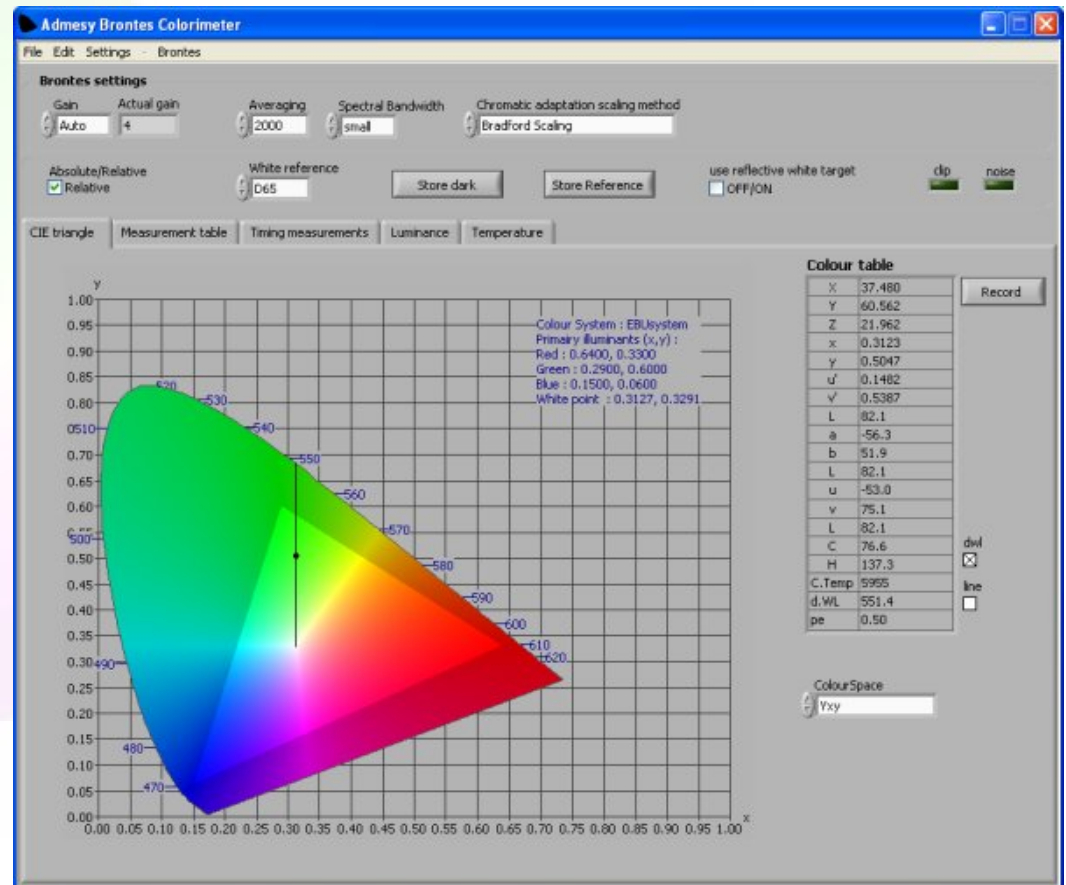 Admesy Brontes Colorimeter
File Edit Settings - Brontes
Brontes settings
Gain Actual gain Averaging Spectral Bandwidth Chromatic adaptation scaling method
Auto 4 2000 small Bradford Scaling
Absolute/Relative White reference use reflective white target clip noise
Relative D65 Store dark Store Reference OFF/ON
CIE triangle Measurement table Timing measurements Luminance Temperature
Colour table
X 37.480 Record
Y 60.562
Z 21.962
x 0.3123
y 0.5047
u' 0.1482
v' 0.5387
L 82.1
a -56.3
b 51.9
L 82.1
u -53.0
v 75.1
L 82.1
C 76.6 dwl
H 137.3
C.Temp 5955 line
d.WL 551.4
pe 0.50
ColourSpace
Yxy
y
Colour System : EBUsystem
Primairy illuminants (x,y) :
Red : 0.6400, 0.3300
Green : 0.2900, 0.6000
Blue : 0.1500, 0.0600
White point : 0.3127, 0.3291
1.00
0.95
0.90
0.85
0.80
0.70
0.65
0.60
0.50
0.45
0.40
0.35
0.30
0.25
0.20
0.15
0.10
0.05
0.00
520
530
510
540
550
560
500
570
580
590
600
610
620
490
480
470
0.00 0.05 0.10 0.15 0.20 0.25 0.30 0.35 0.40 0.45 0.50 0.55 0.60 0.65 0.70 0.75 0.80 0.85 0.90 0.95 1.00 x